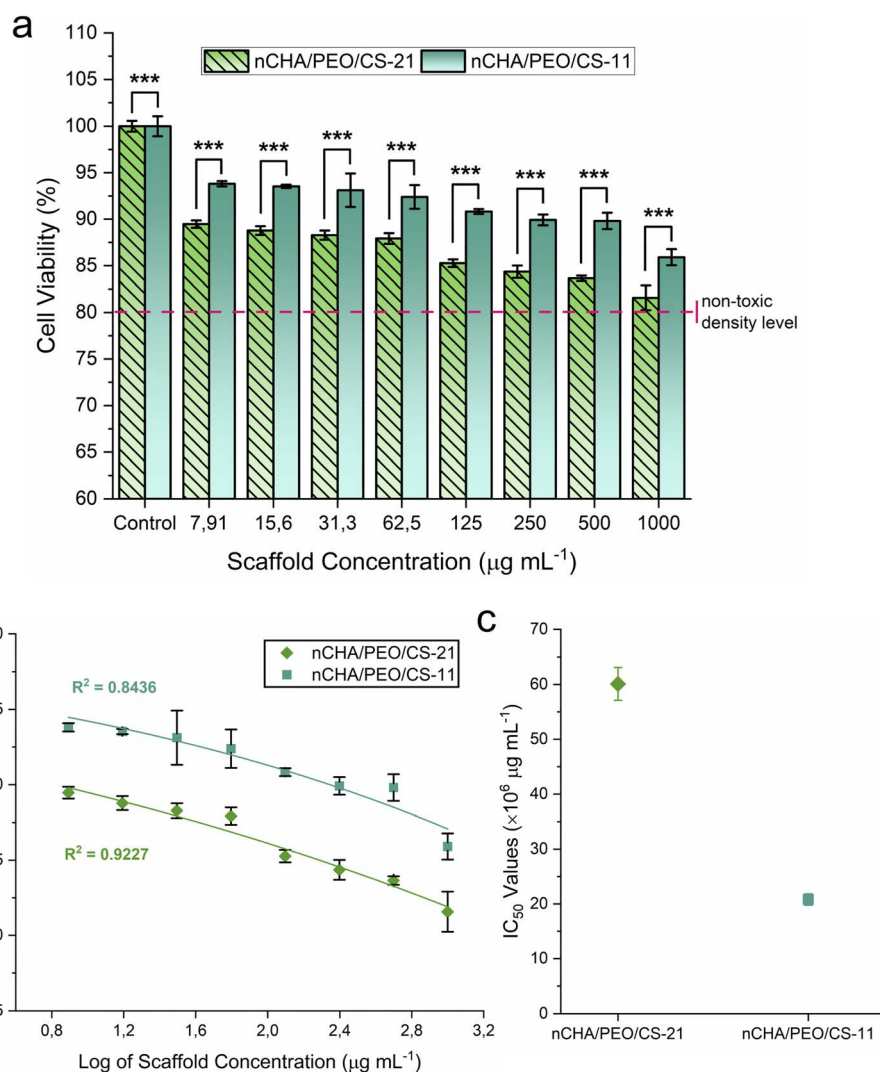 a
110
105
100
95
90
85
80
75
70
65
60
Cell Viability (%)
nCHA/PEO/CS-21
nCHA/PEO/CS-11
***
***
***
***
***
***
***
***
***
non-toxic
density level
Control
7,91
15,6
31,3
62,5
125
250
500
1000
Scaffold Concentration (μg mL⁻¹)
nCHA/PEO/CS-21
nCHA/PEO/CS-11
R² = 0.8436
R² = 0.9227
0,8
1,2
1,6
2,0
2,4
2,8
3,2
Log of Scaffold Concentration (μg mL⁻¹)
c
70
60
50
40
30
20
10
0
IC₅₀ Values (×10⁶ μg mL⁻¹)
nCHA/PEO/CS-21
nCHA/PEO/CS-11